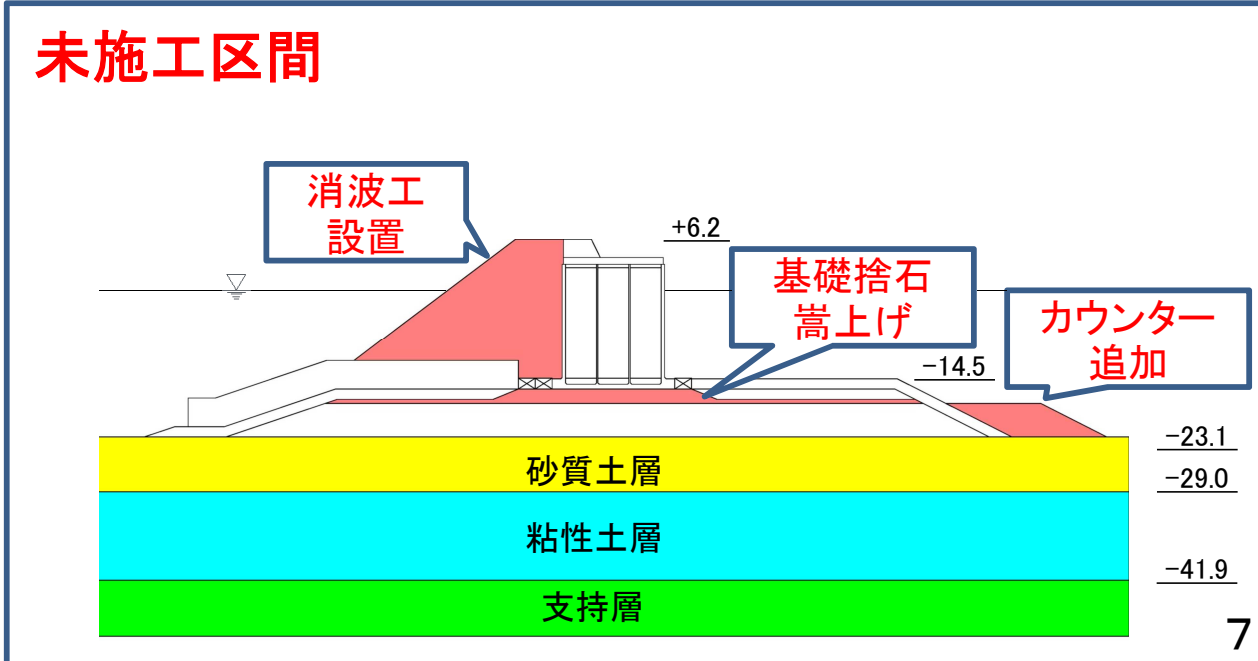 未施工区間
消波工
設置
+6.2
基礎捨石
嵩上げ
カウンター
追加
−14.5
−23.1
砂質土層
−29.0
粘性土層
−41.9
支持層
7